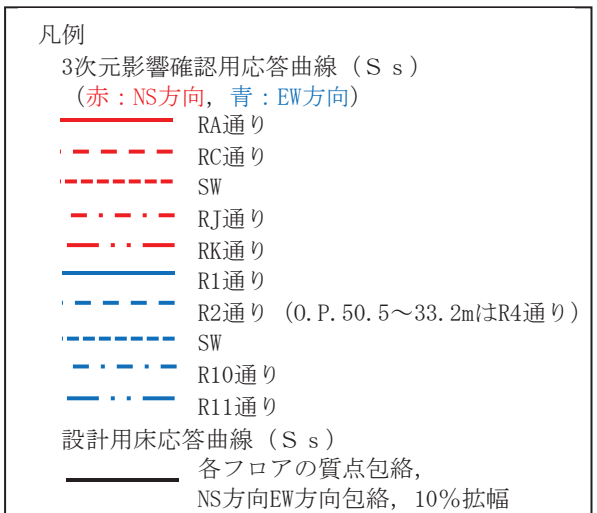 凡例
3次元影響確認用応答曲線（Ｓｓ）
（赤：NS方向，青：EW方向）
RA通り
RC通り
SW
RJ通り
RK通り
R1通り
R2通り（O.P.50.5～33.2mはR4通り）
SW
R10通り
R11通り
設計用床応答曲線（Ｓｓ）
各フロアの質点包絡，
NS方向EW方向包絡，10％拡幅